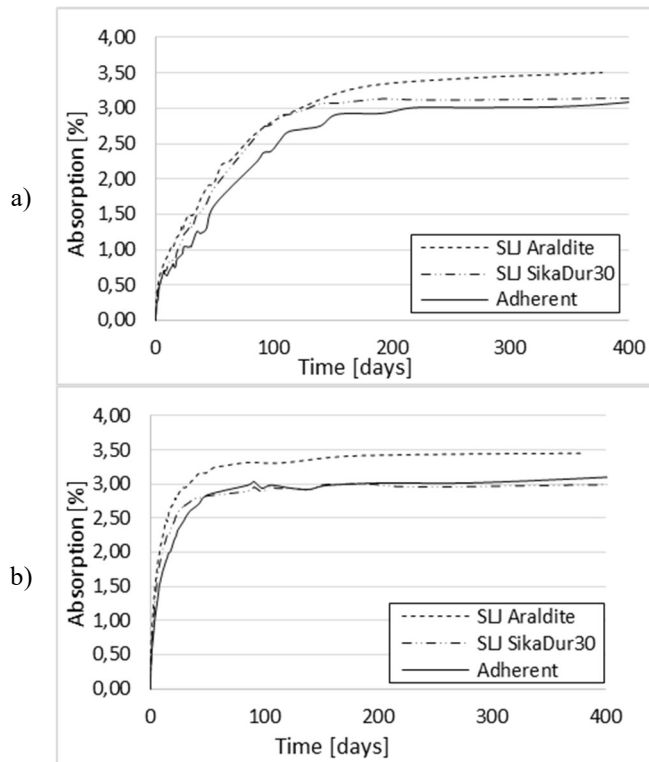 a)
Absorption [%]
4,00
3,50
3,00
2,50
2,00
1,50
1,00
0,50
0,00
SLJ Araldite
SLJ SikaDur30
Adherent
0 100 200 300 400
Time [days]
b)
Absorption [%]
4,00
3,50
3,00
2,50
2,00
1,50
1,00
0,50
0,00
SLJ Araldite
SLJ SikaDur30
Adherent
0 100 200 300 400
Time [days]